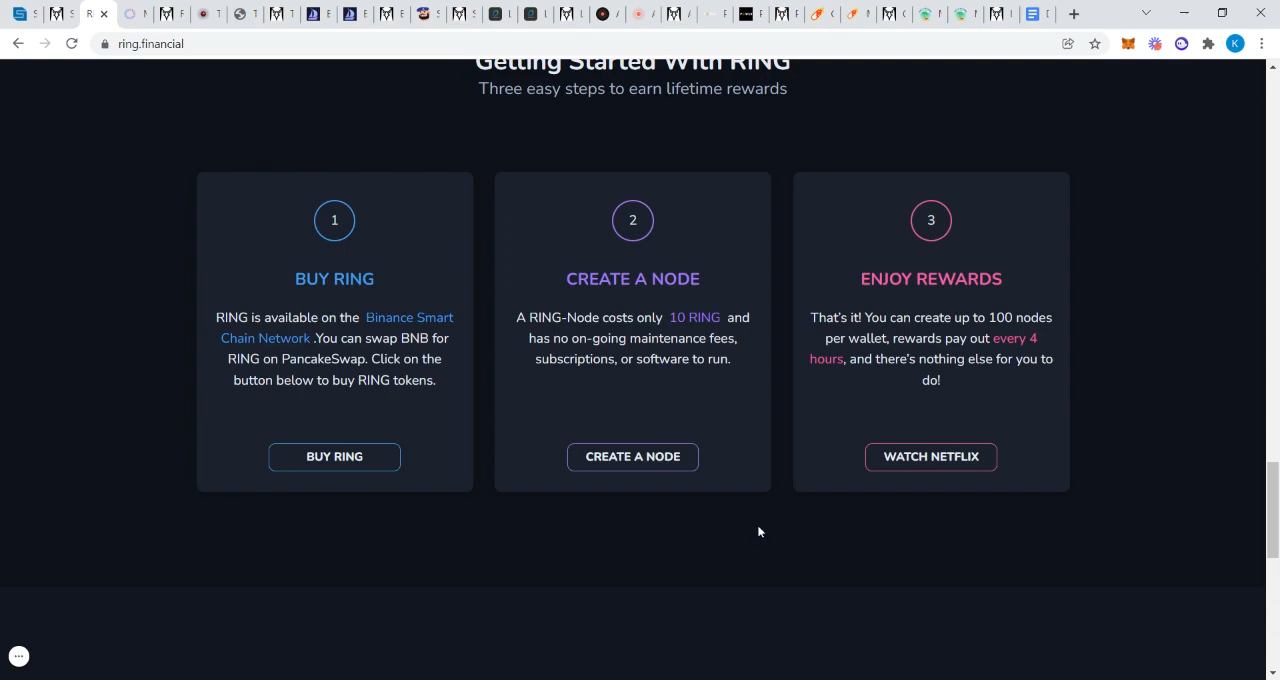 ring.financial
K
Getting Started With RING
Three easy steps to earn lifetime rewards
1
BUY RING
RING is available on the Binance Smart
Chain Network .You can swap BNB for
RING on PancakeSwap. Click on the
button below to buy RING tokens.
BUY RING
2
CREATE A NODE
A RING-Node costs only 10 RING and
has no on-going maintenance fees,
subscriptions, or software to run.
CREATE A NODE
3
ENJOY REWARDS
That's it! You can create up to 100 nodes
per wallet, rewards pay out every 4
hours, and there's nothing else for you to
do!
WATCH NETFLIX